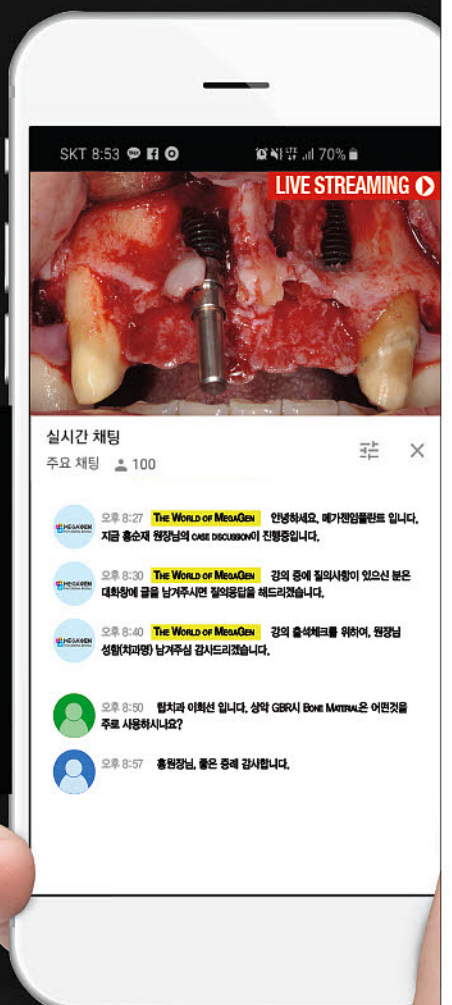 SKT 8:53
LTE 70%
LIVE STREAMING
실시간 채팅
주요 채팅 100
MEGAGEN
오후 8:27 THE WORLD OF MEGAGEN 안녕하세요, 메가젠임플란트 입니다.
지금 홍순재 원장님의 CASE DISCUSSION이 진행중입니다.
MEGAGEN
오후 8:30 THE WORLD OF MEGAGEN 강의 중에 질의사항이 있으신 분은
대화창에 글을 남겨주시면 질의응답을 해드리겠습니다.
MEGAGEN
오후 8:40 THE WORLD OF MEGAGEN 강의 출석체크를 위하여, 원장님
성함(치과명) 남겨주심 감사드리겠습니다.
오후 8:50 탑치과 이희선 입니다, 상악 GBR시 BONE MATERIAL은 어떤것을
주로 사용하시나요?
오후 8:57 홍원장님, 좋은 증례 감사합니다.